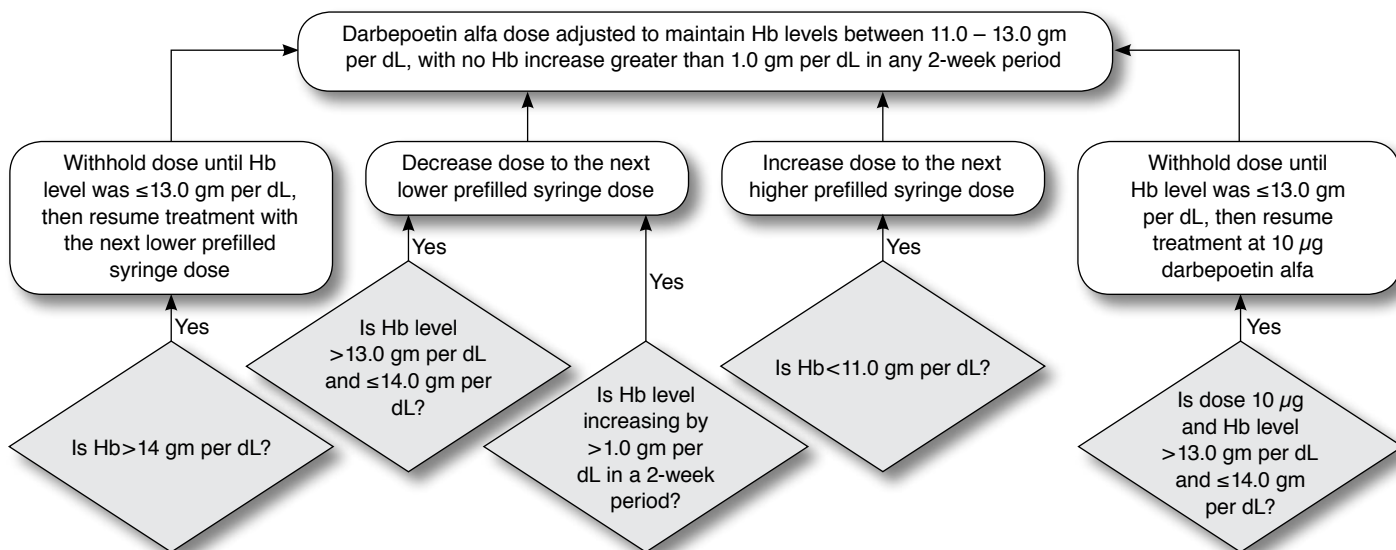 Darbepoetin alfa dose adjusted to maintain Hb levels between 11.0 – 13.0 gm
per dL, with no Hb increase greater than 1.0 gm per dL in any 2-week period
Withhold dose until Hb
level was ≤13.0 gm per dL,
then resume treatment with
the next lower prefilled
syringe dose
Decrease dose to the next
lower prefilled syringe dose
Increase dose to the next
higher prefilled syringe dose
Withhold dose until
Hb level was ≤13.0 gm
per dL, then resume
treatment at 10 µg
darbepoetin alfa
Yes
Yes
Yes
Yes
Yes
Is Hb>14 gm per dL?
Is Hb level
>13.0 gm per dL
and ≤14.0 gm per
dL?
Is Hb level
increasing by
>1.0 gm per
dL in a 2-week
period?
Is Hb<11.0 gm per dL?
Is dose 10 µg
and Hb level
>13.0 gm per dL
and ≤14.0 gm
per dL?